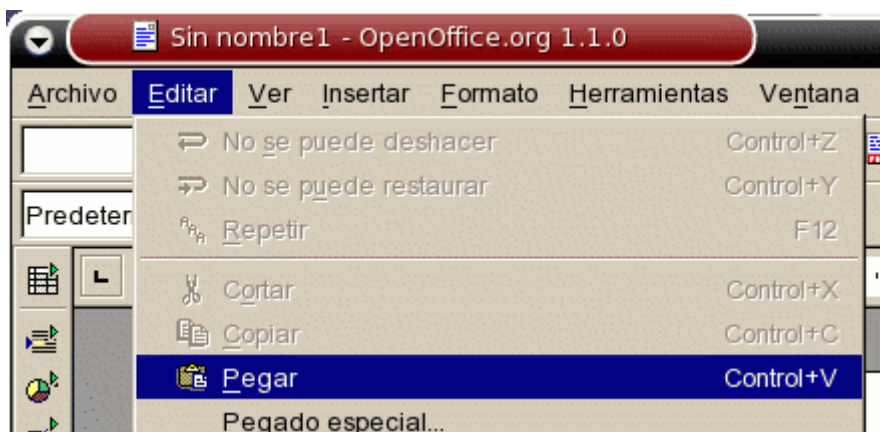 Sin nombre1 - OpenOffice.org 1.1.0
Archivo Editar Ver Insertar Formato Herramientas Ventana
No se puede deshacer Control+Z
No se puede restaurar Control+Y
Predeter
Repetir F12
Cortar Control+X
Copiar Control+C
Pegar Control+V
Pegado especial...